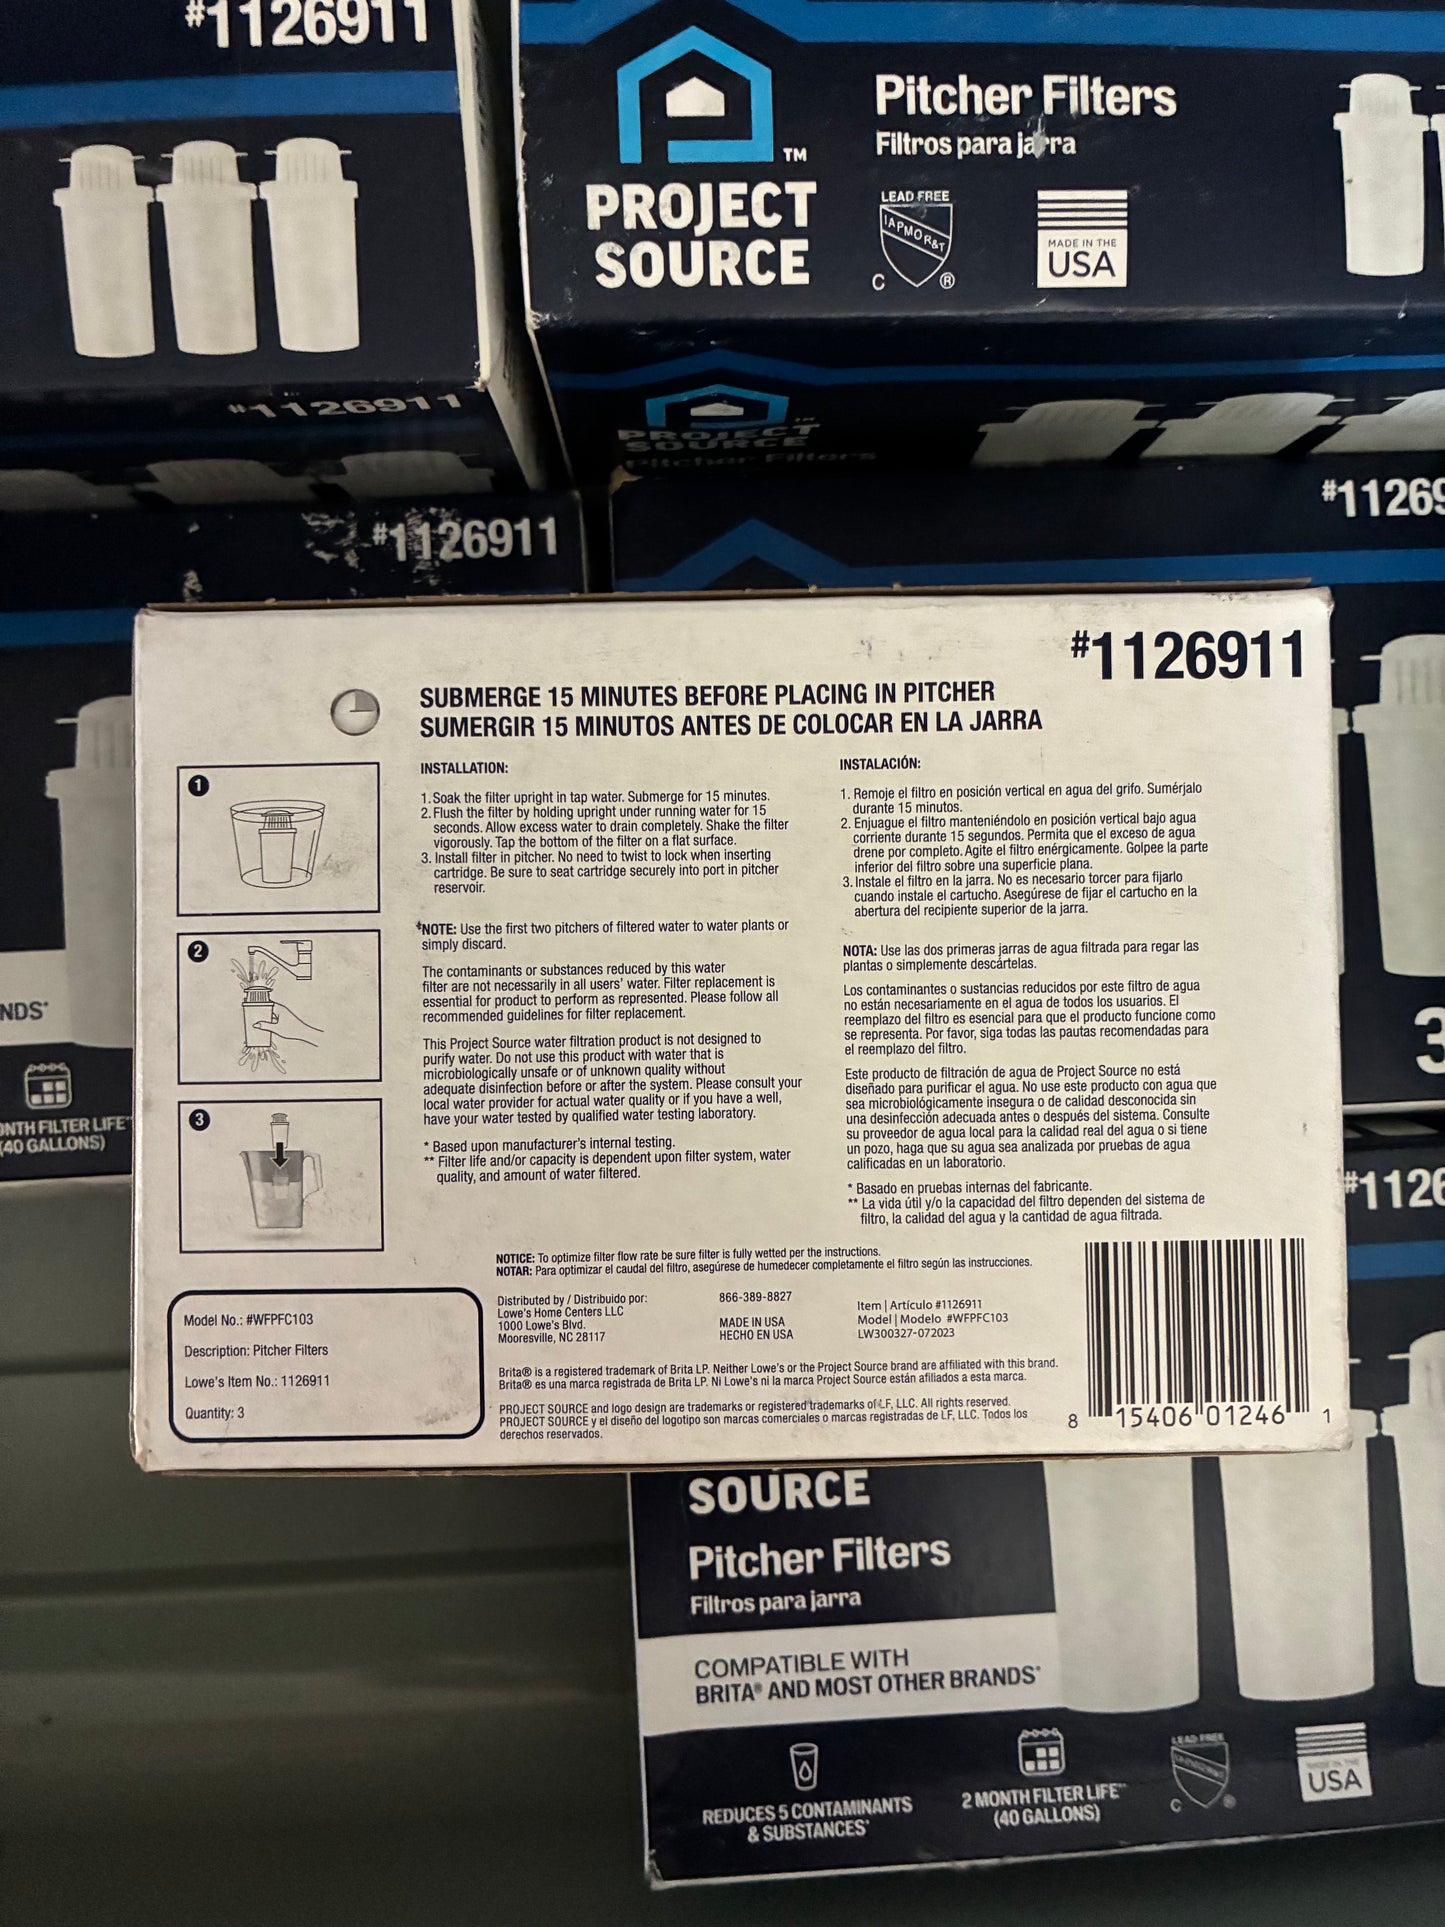 #1126911
#1126911
PROJECT
SOURCE
TM
Pitcher Filters
Filtros para jarra
LEAD FREE
IAPMO R&T
C
®
MADE IN THE
USA
PROJECT
SOURCE
Pitcher Filters
#1126911
#11269
#1126911
SUBMERGE 15 MINUTES BEFORE PLACING IN PITCHER
SUMERGIR 15 MINUTOS ANTES DE COLOCAR EN LA JARRA
1
2
3
INSTALLATION:
1. Soak the filter upright in tap water. Submerge for 15 minutes.
2. Flush the filter by holding upright under running water for 15
seconds. Allow excess water to drain completely. Shake the filter
vigorously. Tap the bottom of the filter on a flat surface.
3. Install filter in pitcher. No need to twist to lock when inserting
cartridge. Be sure to seat cartridge securely into port in pitcher
reservoir.
‡NOTE: Use the first two pitchers of filtered water to water plants or
simply discard.
The contaminants or substances reduced by this water
filter are not necessarily in all users' water. Filter replacement is
essential for product to perform as represented. Please follow all
recommended guidelines for filter replacement.
This Project Source water filtration product is not designed to
purify water. Do not use this product with water that is
microbiologically unsafe or of unknown quality without
adequate disinfection before or after the system. Please consult your
local water provider for actual water quality or if you have a well,
have your water tested by qualified water testing laboratory.
* Based upon manufacturer's internal testing.
** Filter life and/or capacity is dependent upon filter system, water
quality, and amount of water filtered.
INSTALACIÓN:
1. Remoje el filtro en posición vertical en agua del grifo. Sumérjalo
durante 15 minutos.
2. Enjuague el filtro manteniéndolo en posición vertical bajo agua
corriente durante 15 segundos. Permita que el exceso de agua
drene por completo. Agite el filtro enérgicamente. Golpee la parte
inferior del filtro sobre una superficie plana.
3. Instale el filtro en la jarra. No es necesario torcer para fijarlo
cuando instale el cartucho. Asegúrese de fijar el cartucho en la
abertura del recipiente superior de la jarra.
NOTA: Use las dos primeras jarras de agua filtrada para regar las
plantas o simplemente descártelas.
Los contaminantes o sustancias reducidos por este filtro de agua
no están necesariamente en el agua de todos los usuarios. El
reemplazo del filtro es esencial para que el producto funcione como
se representa. Por favor, siga todas las pautas recomendadas para
el reemplazo del filtro.
Este producto de filtración de agua de Project Source no está
diseñado para purificar el agua. No use este producto con agua que
sea microbiológicamente insegura o de calidad desconocida sin
una desinfección adecuada antes o después del sistema. Consulte
su proveedor de agua local para la calidad real del agua o si tiene
un pozo, haga que su agua sea analizada por pruebas de agua
calificadas en un laboratorio.
* Basado en pruebas internas del fabricante.
** La vida útil y/o la capacidad del filtro dependen del sistema de
filtro, la calidad del agua y la cantidad de agua filtrada.
NOTICE: To optimize filter flow rate be sure filter is fully wetted per the instructions.
NOTAR: Para optimizar el caudal del filtro, asegúrese de humedecer completamente el filtro según las instrucciones.
Model No.: #WFPFC103
Description: Pitcher Filters
Lowe's Item No.: 1126911
Quantity: 3
Distributed by / Distribuido por:
Lowe's Home Centers LLC
1000 Lowe's Blvd.
Mooresville, NC 28117
866-389-8827
MADE IN USA
HECHO EN USA
Item | Artículo #1126911
Model | Modelo #WFPFC103
LW300327-072023
Brita® is a registered trademark of Brita LP. Neither Lowe's or the Project Source brand are affiliated with this brand.
Brita® es una marca registrada de Brita LP. Ni Lowe's ni la marca Project Source están afiliados a esta marca.
PROJECT SOURCE and logo design are trademarks or registered trademarks of LF, LLC. All rights reserved.
PROJECT SOURCE y el diseño del logotipo son marcas comerciales o marcas registradas de LF, LLC. Todos los
derechos reservados.
8 15406 01246 1
NDS*
ONTH FILTER LIFE**
(40 GALLONS)
3
#1126
SOURCE
Pitcher Filters
Filtros para jarra
COMPATIBLE WITH
BRITA® AND MOST OTHER BRANDS*
REDUCES 5 CONTAMINANTS
& SUBSTANCES*
2 MONTH FILTER LIFE**
(40 GALLONS)
LEAD FREE
C
USA